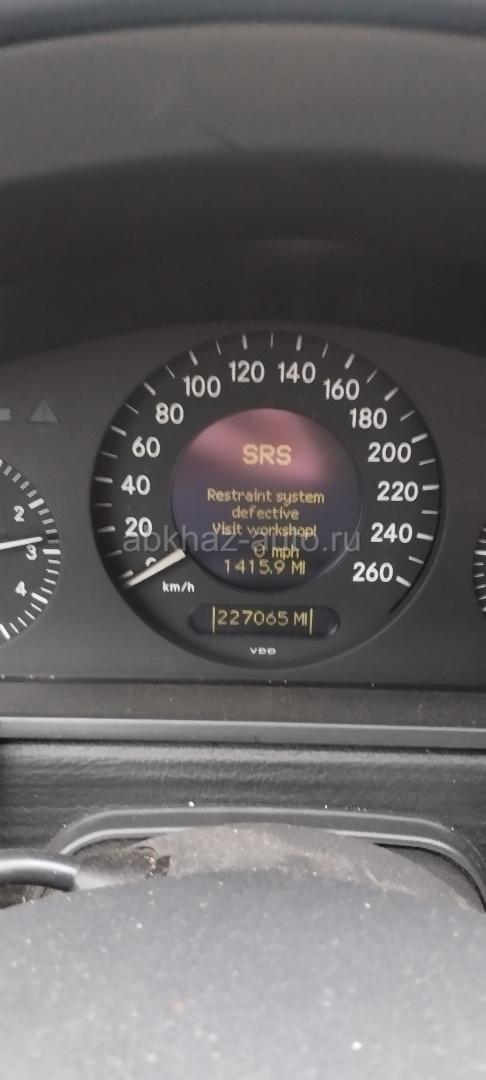 120
140
100
160
80
180
60
200
SRS
40
220
Restraint system
defective
Visit workshop!
20
240
abkhaz-auto.ru
0 mph
0
1415.9 MI
260
km/h
227065 MI
VDO
2
3
4